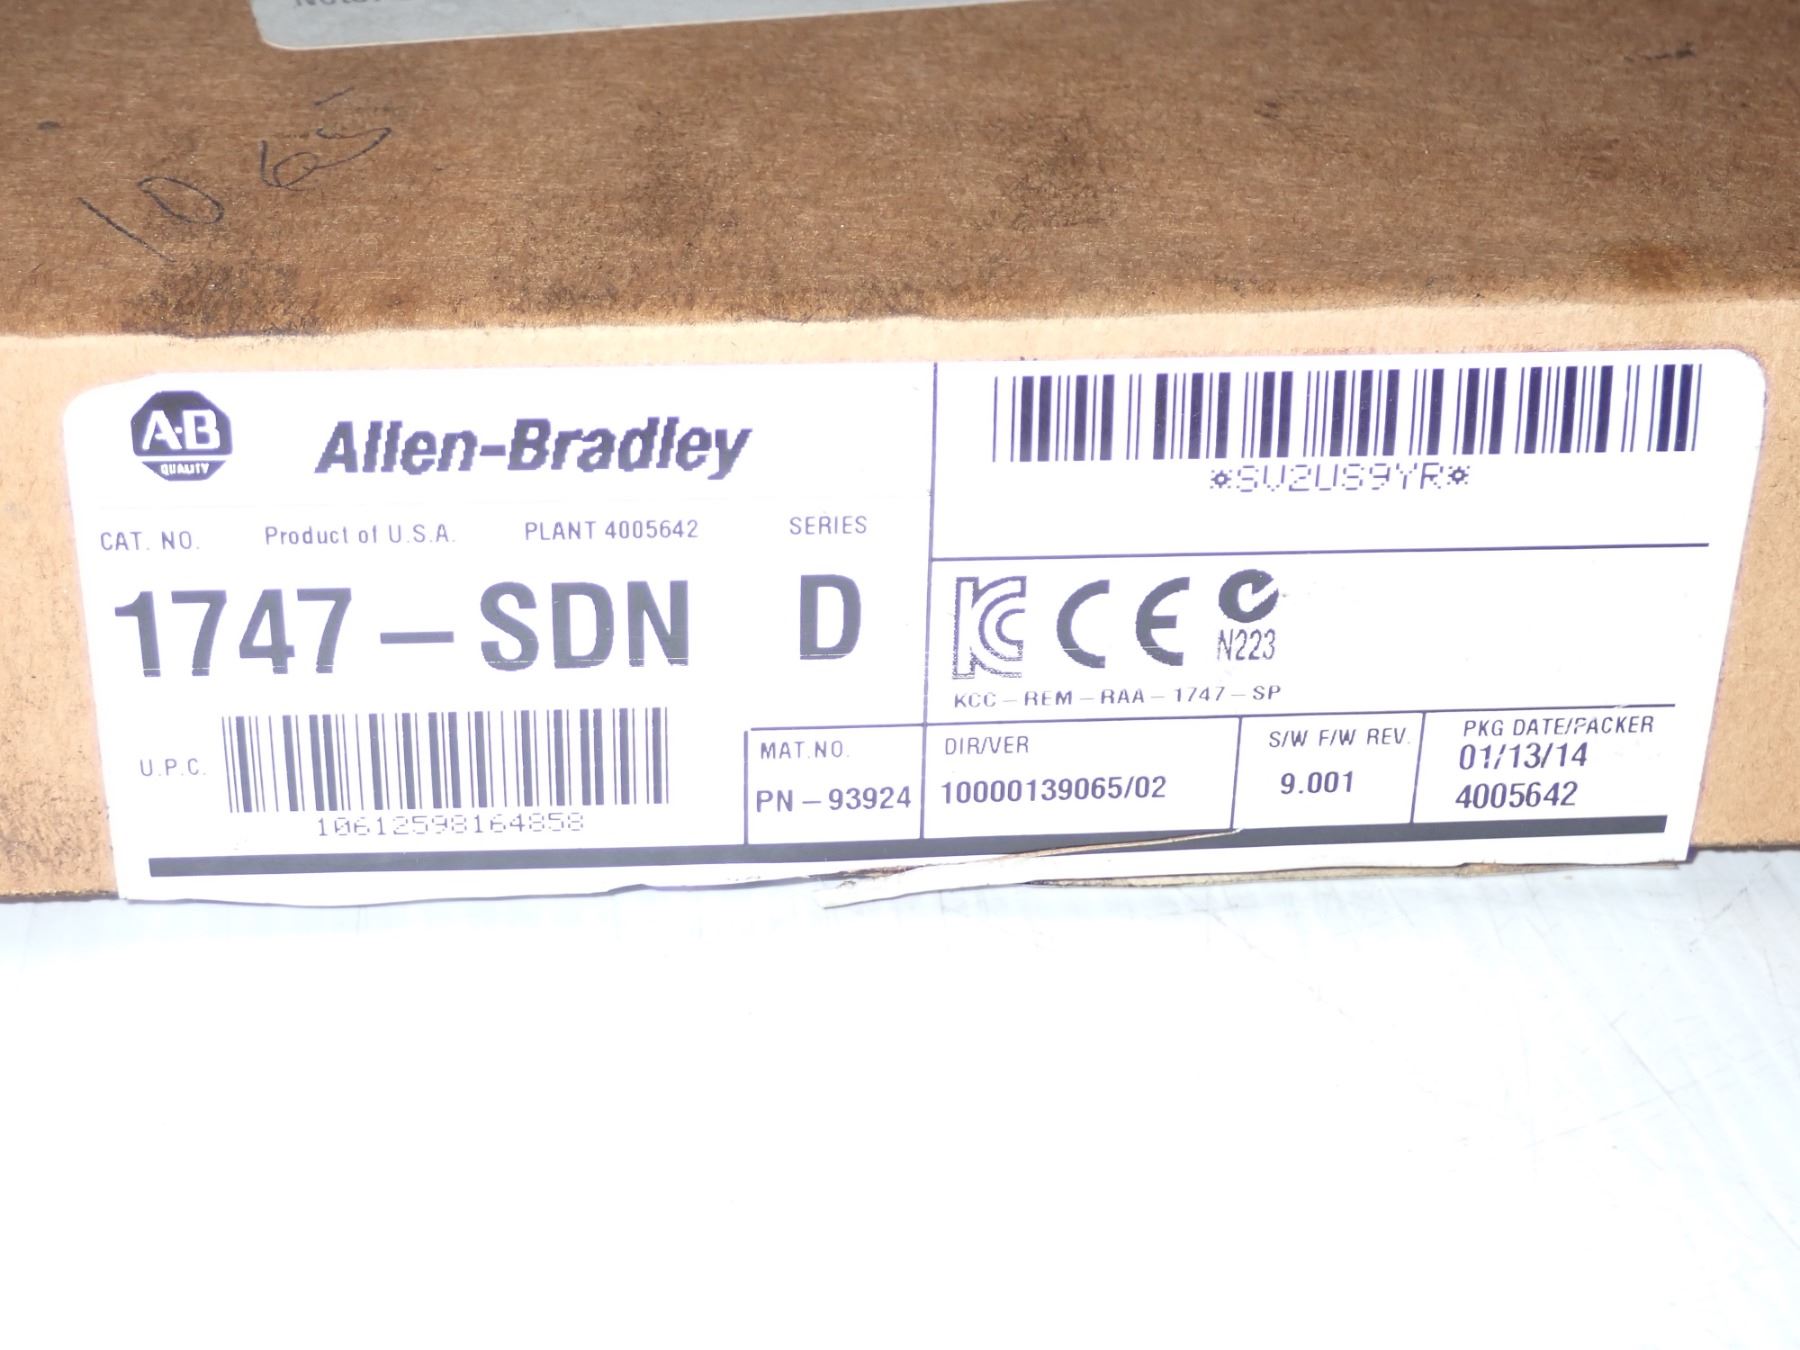 10 65
A-B
QUALITY
Allen-Bradley
*SV2US9YR*
CAT. NO. Product of U.S.A. PLANT 4005642 SERIES
1747-SDN D
N223
KCC-REM-RAA-1747-SP
U.P.C.
10612598164858
MAT.NO.
PN-93924
DIR/VER
10000139065/02
S/W F/W REV.
9.001
PKG DATE/PACKER
01/13/14
4005642